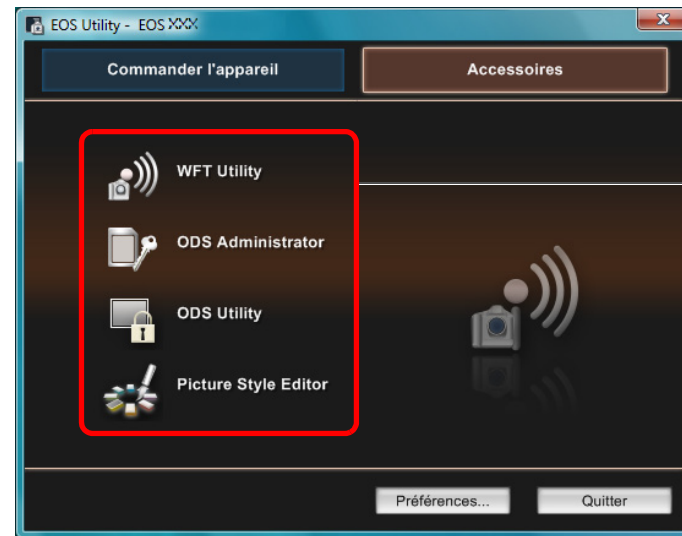 EOS Utility - EOS XXX
Commander l'appareil
Accessoires
WFT Utility
ODS Administrator
ODS Utility
Picture Style Editor
Préférences...
Quitter